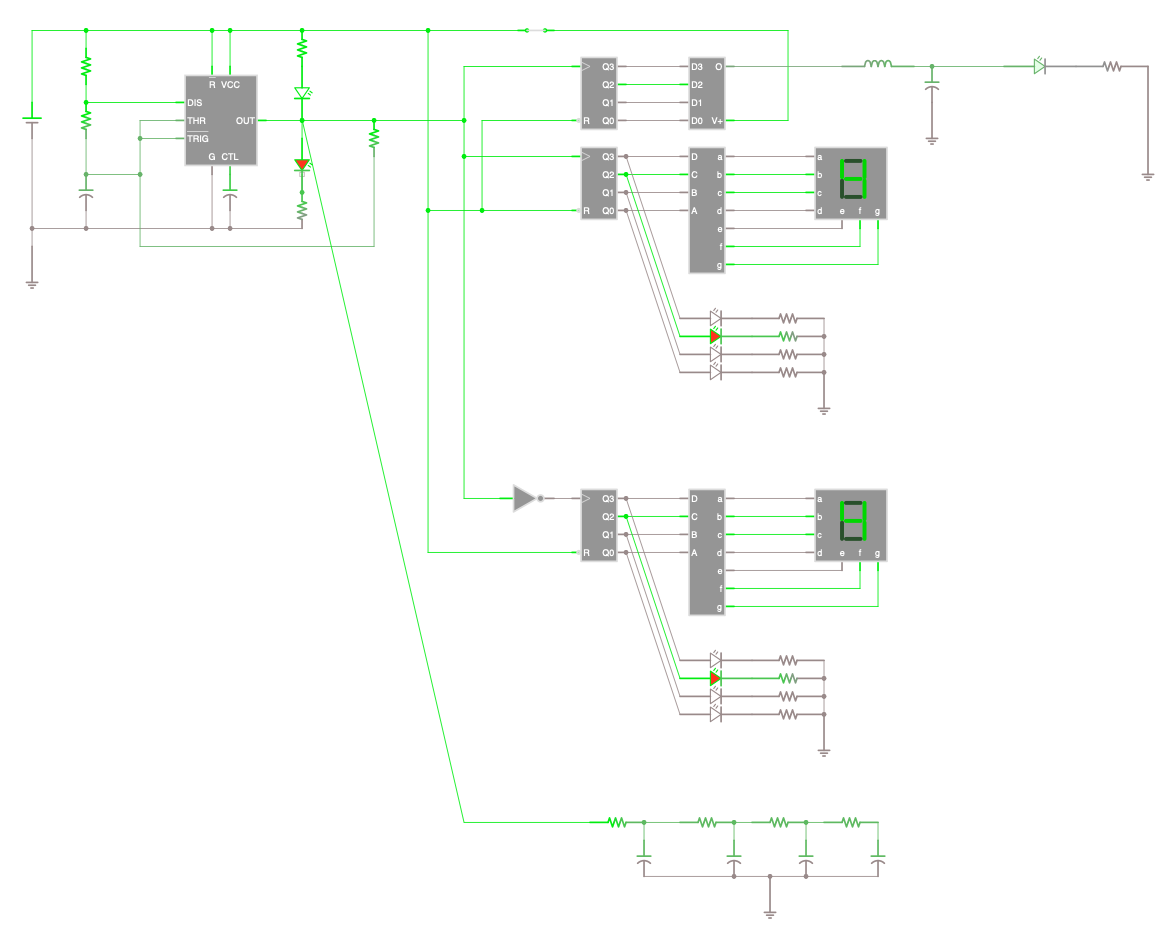 Q3 D3 O
Q2 D2
R VCC
Q1 D1
DIS
THR OUT R Q0 D0 V+
TRIG
G CTL
Q3 D a a
Q2 C b b
Q1 B c c
R Q0 A d d e f g
e
f
g
Q3 D a a
Q2 C b b
Q1 B c c
R Q0 A d d e f g
e
f
g